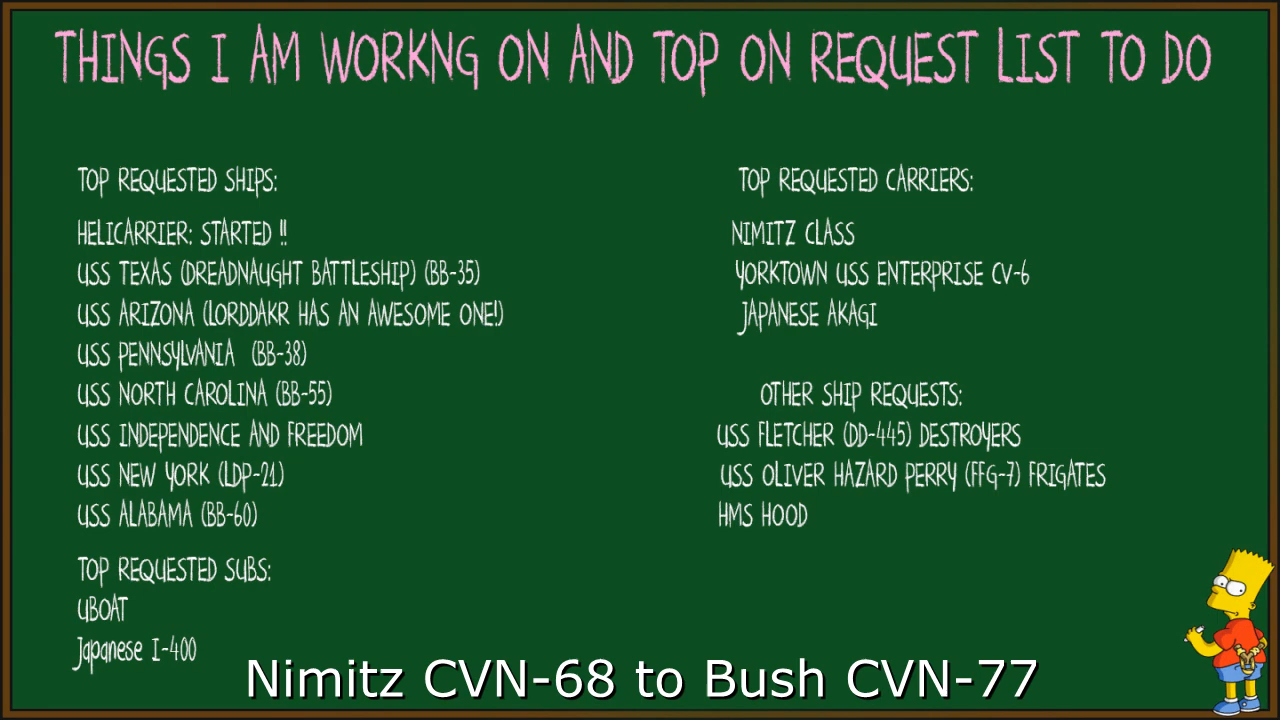 THINGS I AM WORKNG ON AND TOP ON REQUEST LIST TO DO
TOP REQUESTED SHIPS:
HELICARRIER: STARTED !!
USS TEXAS (DREADNAUGHT BATTLESHIP) (BB-35)
USS ARIZONA (LORDDAKR HAS AN AWESOME ONE!)
USS PENNSYLVANIA (BB-38)
USS NORTH CAROLINA (BB-55)
USS INDEPENDENCE AND FREEDOM
USS NEW YORK (LDP-21)
USS ALABAMA (BB-60)
TOP REQUESTED SUBS:
UBOAT
Japanese I-400
TOP REQUESTED CARRIERS:
NIMITZ CLASS
YORKTOWN USS ENTERPRISE CV-6
JAPANESE AKAGI
OTHER SHIP REQUESTS:
USS FLETCHER (DD-445) DESTROYERS
USS OLIVER HAZARD PERRY (FFG-7) FRIGATES
HMS HOOD
Nimitz CVN-68 to Bush CVN-77